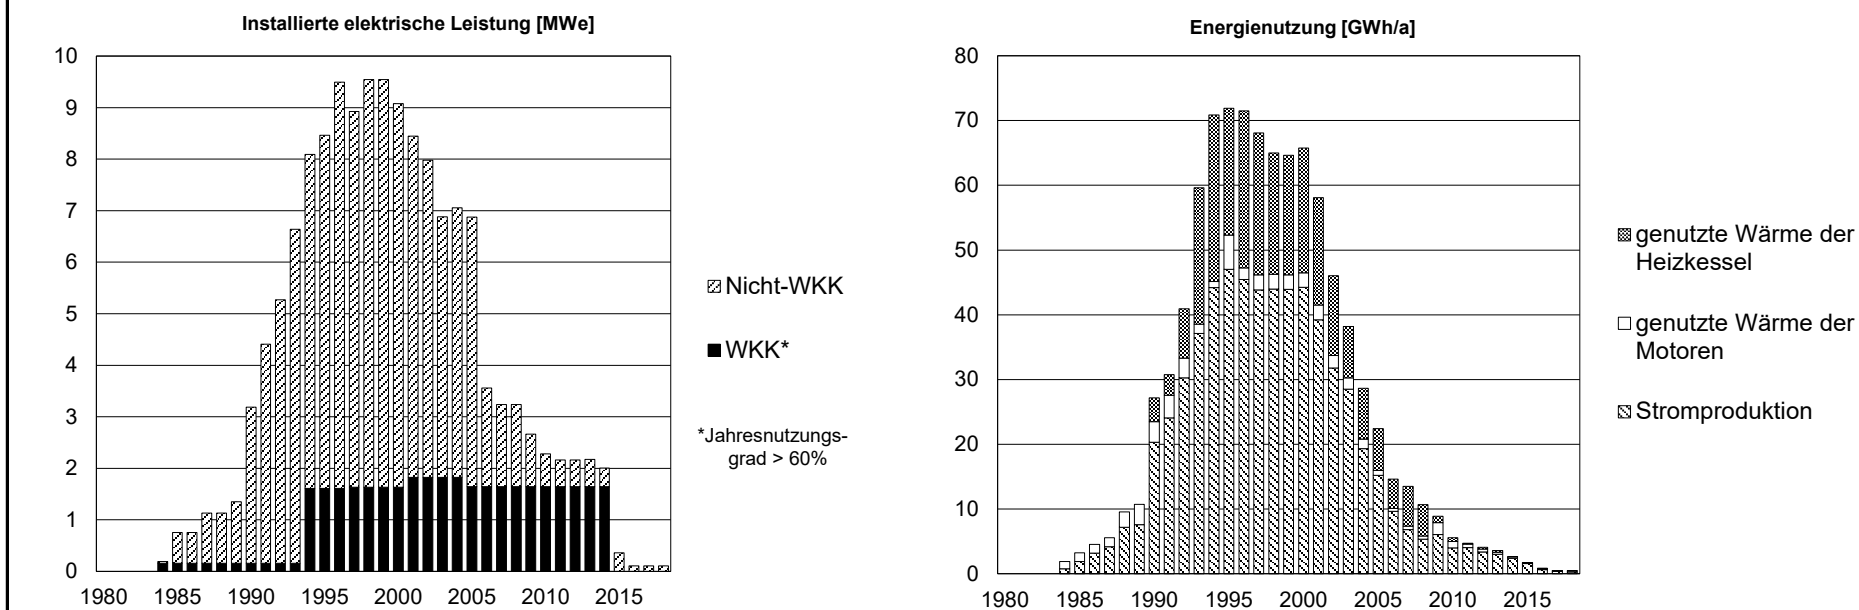 Installierte elektrische Leistung [MWe]
10
9
8
7
6
5
4
3
2
1
0
1980 1985 1990 1995 2000 2005 2010 2015
Nicht-WKK
WKK*
*Jahresnutzungs-
grad > 60%
Energienutzung [GWh/a]
80
70
60
50
40
30
20
10
0
1980 1985 1990 1995 2000 2005 2010 2015
genutzte Wärme der
Heizkessel
genutzte Wärme der
Motoren
Stromproduktion